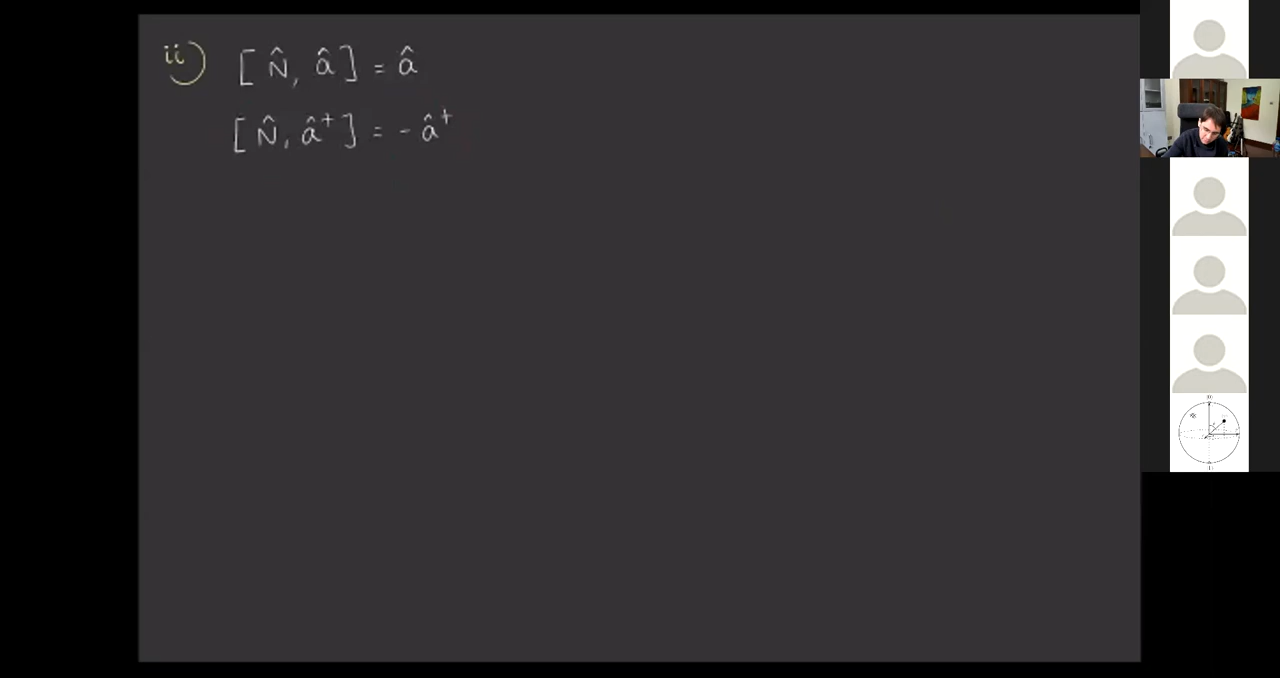 ii) [N̂, â] = â
[N̂, â†] = - â†